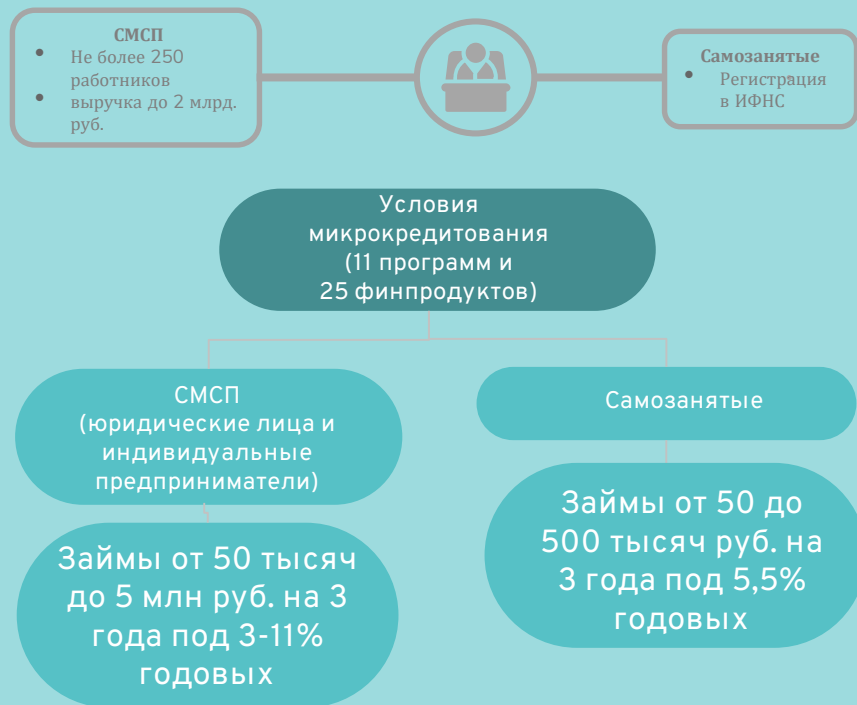 СМСП
• Не более 250
работников
• выручка до 2 млрд.
руб.
Самозанятые
• Регистрация
в ИФНС
Условия
микрокредитования
(11 программ и
25 финпродуктов)
СМСП
(юридические лица и
индивидуальные
предприниматели)
Самозанятые
Займы от 50 тысяч
до 5 млн руб. на 3
года под 3-11%
годовых
Займы от 50 до
500 тысяч руб. на
3 года под 5,5%
годовых